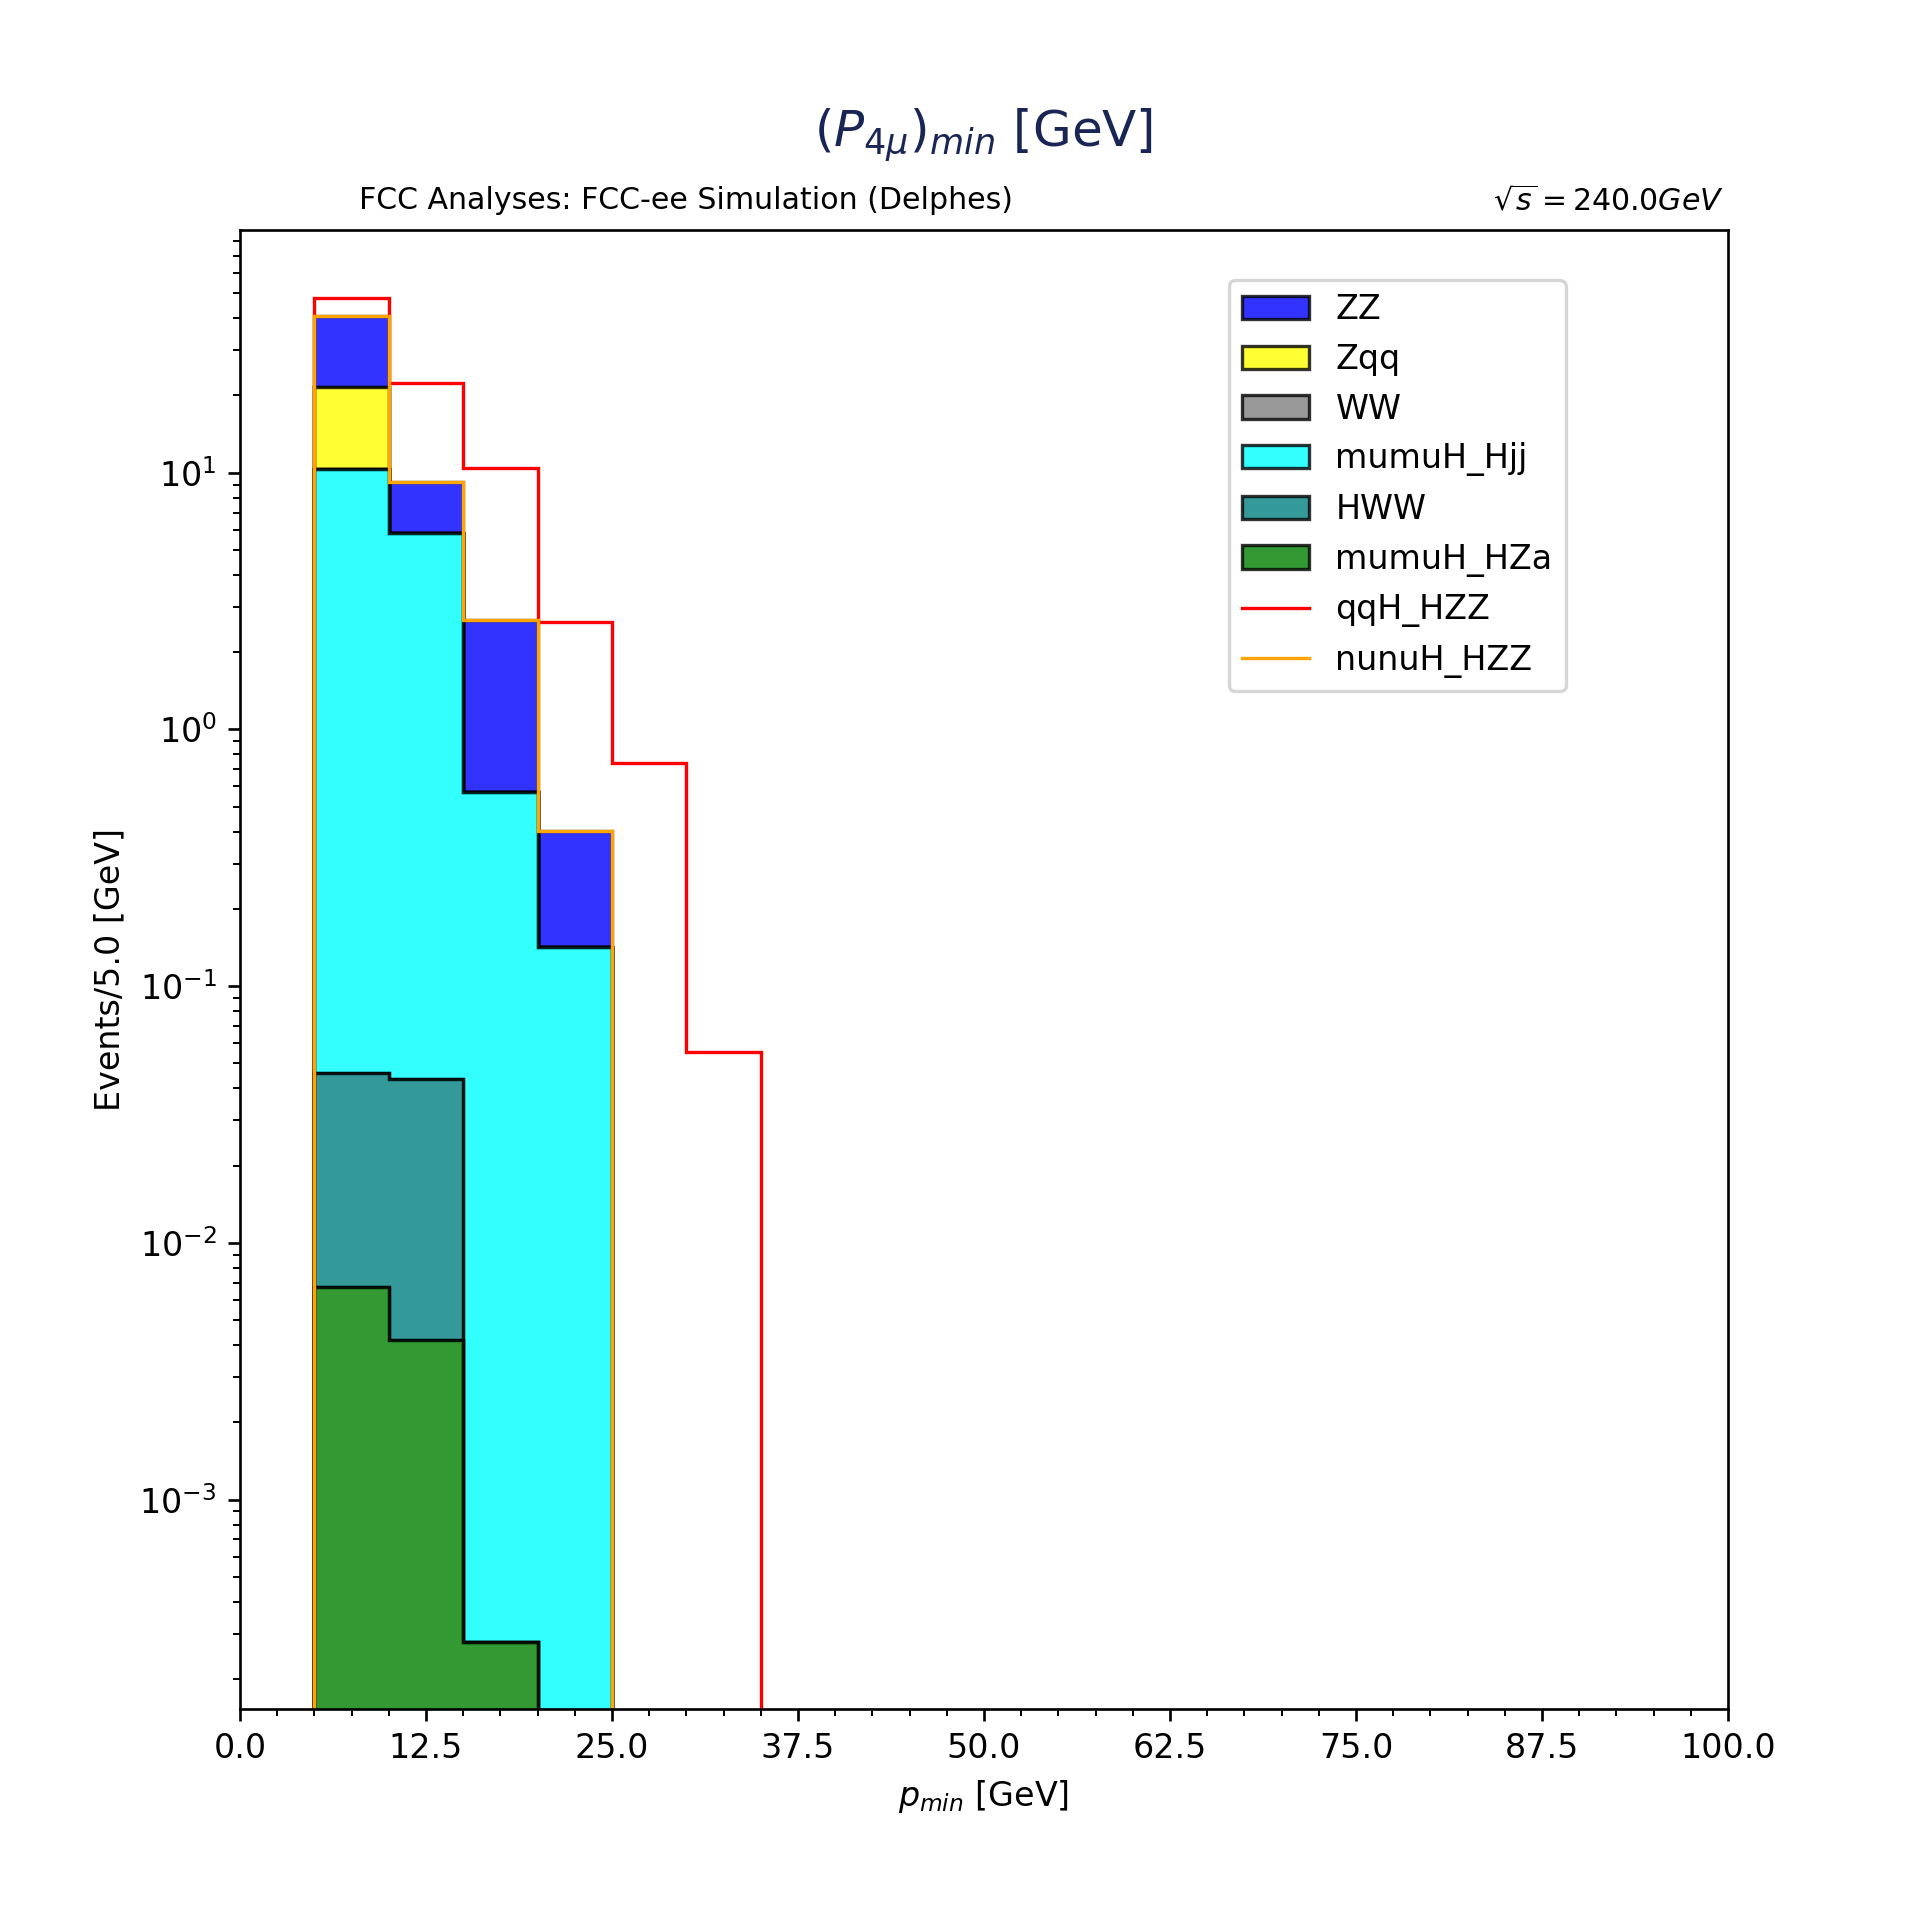 (P₄μ)ₘᵢₙ [GeV]
FCC Analyses: FCC-ee Simulation (Delphes)
√s = 240.0GeV
ZZ
Zqq
WW
mumuH_Hjj
HWW
mumuH_HZa
qqH_HZZ
nunuH_HZZ
Events/5.0 [GeV]
10¹
10⁰
10⁻¹
10⁻²
10⁻³
0.0 12.5 25.0 37.5 50.0 62.5 75.0 87.5 100.0
pₘᵢₙ [GeV]